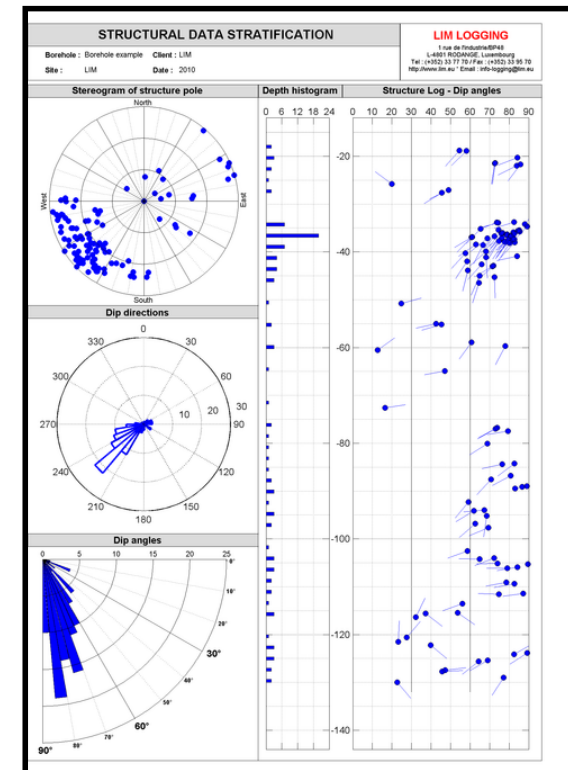 STRUCTURAL DATA STRATIFICATION
Borehole : Borehole example Client : LIM
Site : LIM Date : 2010
LIM LOGGING
1 rue de l'industrie/BP48
L-4801 RODANGE, Luxembourg
Tel : (+352) 33 77 70 / Fax : (+352) 33 95 70
http://www.lim.eu * Email : info-logging@lim.eu
Stereogram of structure pole
North
West
East
South
Dip directions
0
330 30
300 60
10 20 30
270 90
240 120
210 150
180
Dip angles
0 5 10 15 20 25
0°
10°
20°
30°
40°
50°
60°
70°
80°
90°
Depth histogram
0 6 12 18 24
Structure Log - Dip angles
0 10 20 30 40 50 60 70 80 90
-20
-40
-60
-80
-100
-120
-140